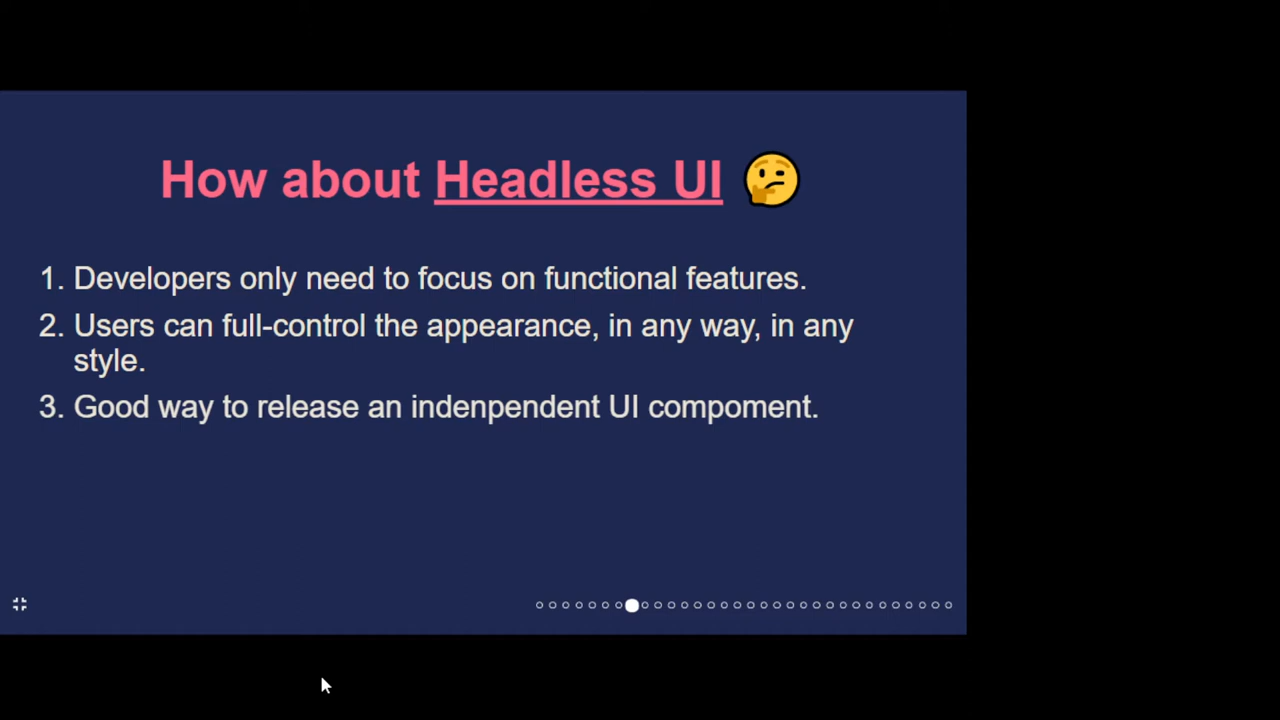 How about Headless UI 🤔
1. Developers only need to focus on functional features.
2. Users can full-control the appearance, in any way, in any
style.
3. Good way to release an indenpendent UI compoment.